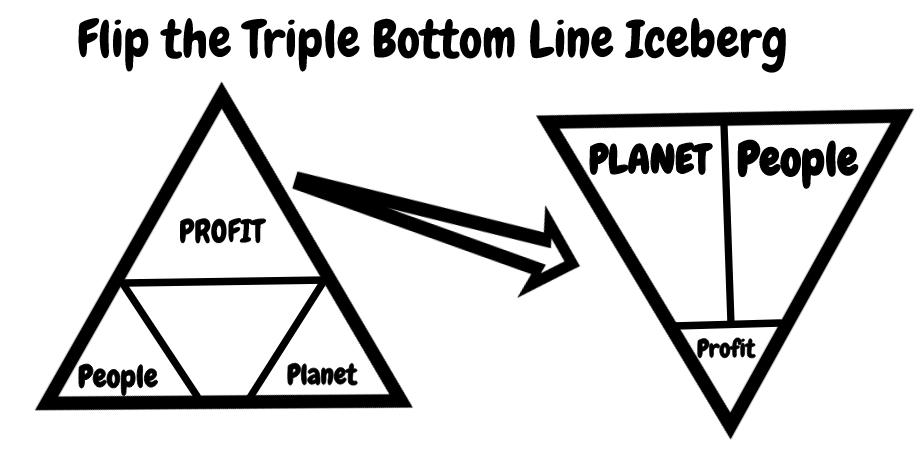 Flip the Triple Bottom Line Iceberg
PROFIT
People
Planet
PLANET
People
Profit